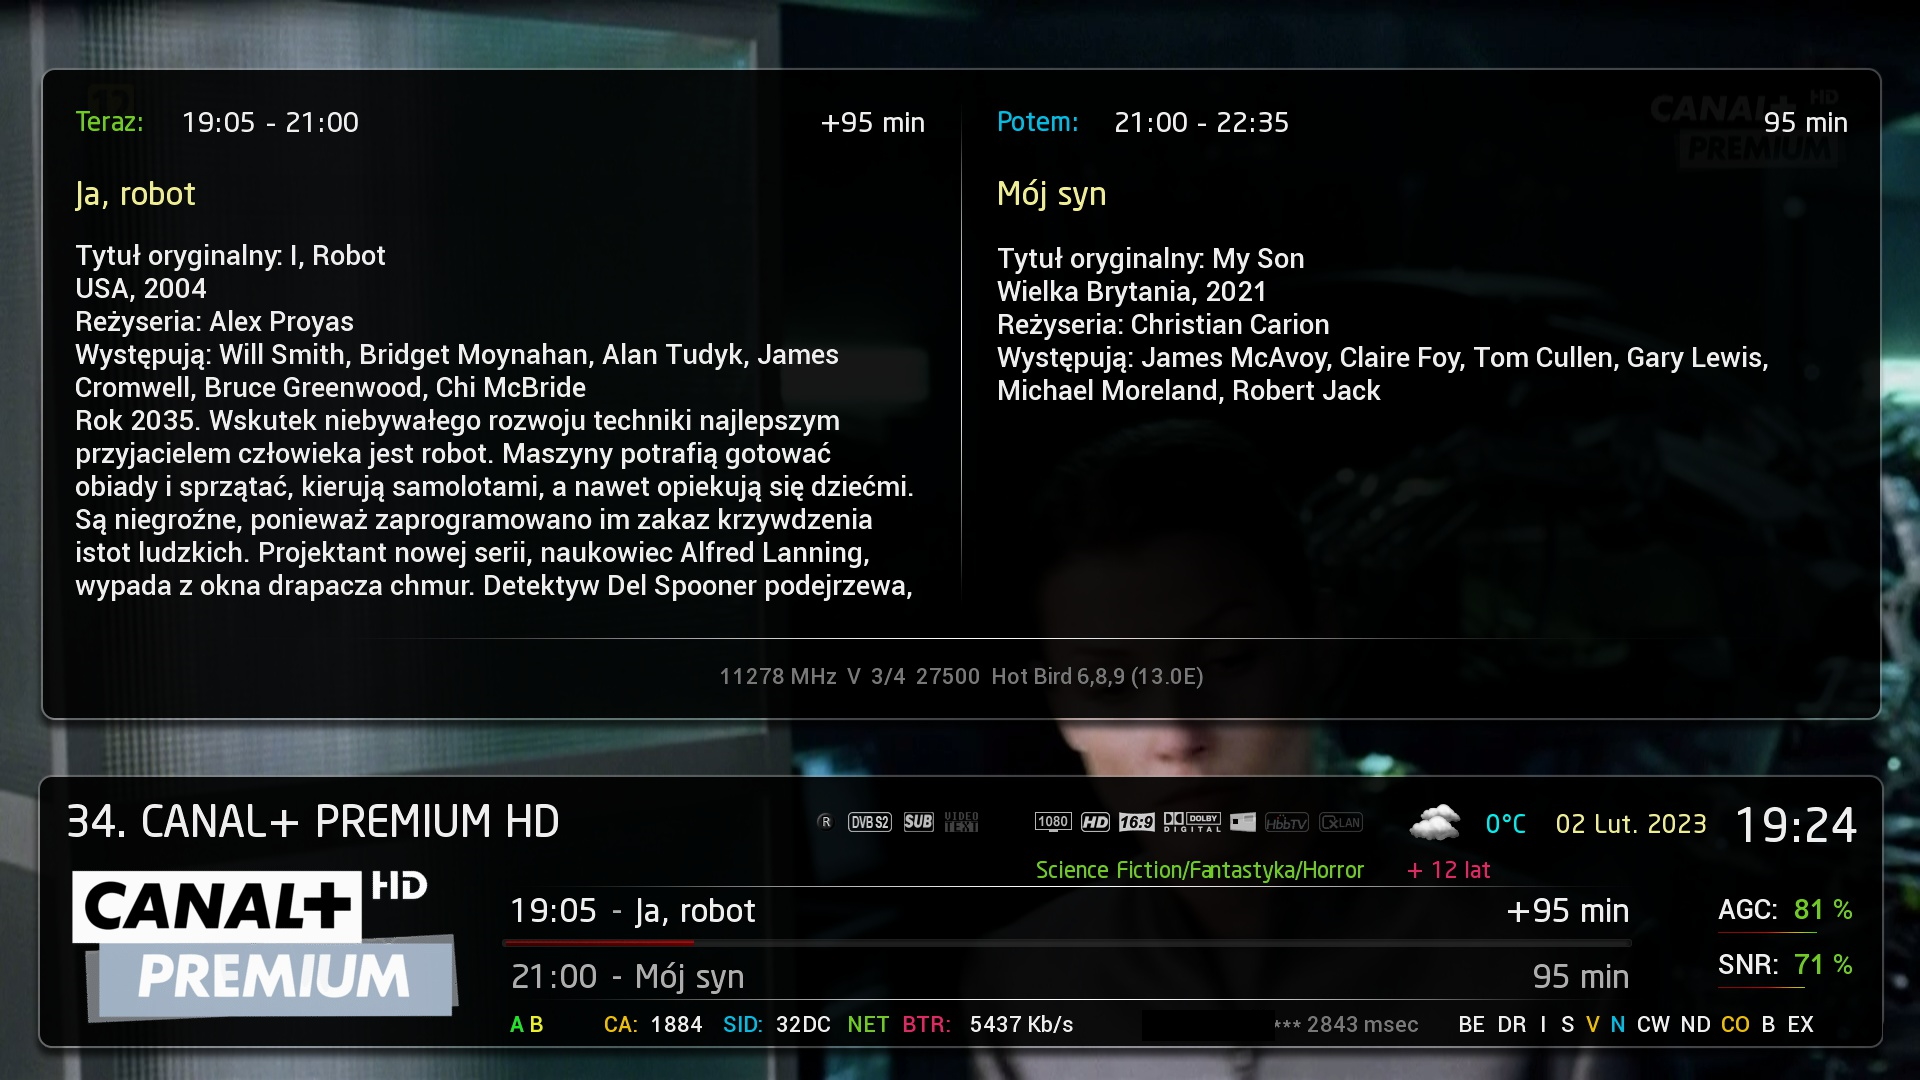 Teraz: 19:05 - 21:00 +95 min
Ja, robot
Tytuł oryginalny: I, Robot
USA, 2004
Reżyseria: Alex Proyas
Występują: Will Smith, Bridget Moynahan, Alan Tudyk, James
Cromwell, Bruce Greenwood, Chi McBride
Rok 2035. Wskutek niebywałego rozwoju techniki najlepszym
przyjacielem człowieka jest robot. Maszyny potrafią gotować
obiady i sprzątać, kierują samolotami, a nawet opiekują się dziećmi.
Są niegroźne, ponieważ zaprogramowano im zakaz krzywdzenia
istot ludzkich. Projektant nowej serii, naukowiec Alfred Lanning,
wypada z okna drapacza chmur. Detektyw Del Spooner podejrzewa,
Potem: 21:00 - 22:35 95 min
CANAL+ HD
PREMIUM
Mój syn
Tytuł oryginalny: My Son
Wielka Brytania, 2021
Reżyseria: Christian Carion
Występują: James McAvoy, Claire Foy, Tom Cullen, Gary Lewis,
Michael Moreland, Robert Jack
11278 MHz V 3/4 27500 Hot Bird 6,8,9 (13.0E)
34. CANAL+ PREMIUM HD
R DVB S2 SUB VIDEO TEXT 1080 HD 16:9 DOLBY DIGITAL HbbTV CxLAN
0°C 02 Lut. 2023 19:24
Science Fiction/Fantastyka/Horror + 12 lat
CANAL+ HD
PREMIUM
19:05 - Ja, robot +95 min
21:00 - Mój syn 95 min
AGC: 81 %
SNR: 71 %
A B CA: 1884 SID: 32DC NET BTR: 5437 Kb/s *** 2843 msec BE DR I S V N CW ND CO B EX